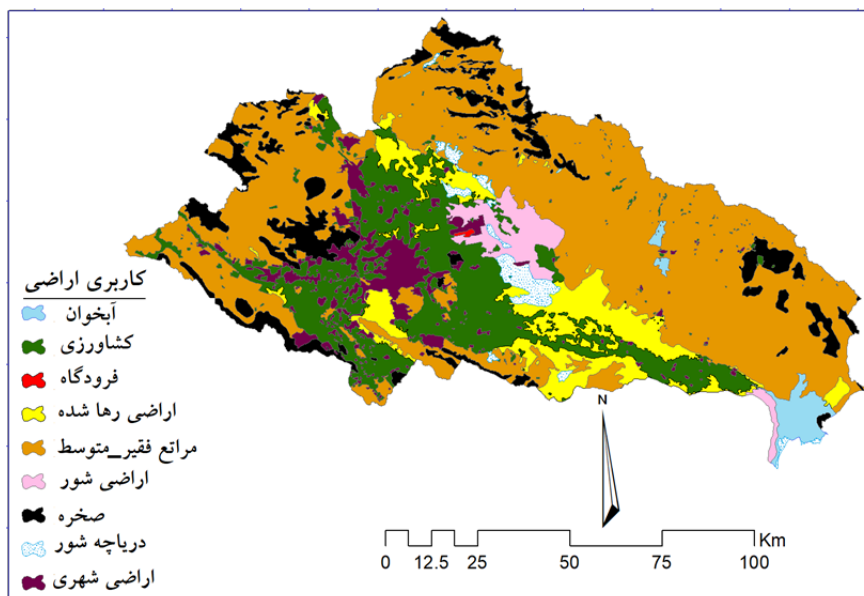 کاربری اراضی
آبخوان
کشاورزی
فرودگاه
اراضی رها شده
مراتع فقیر_متوسط
اراضی شور
صخره
دریاچه شور
اراضی شهری
N
Km
0 12.5 25 50 75 100